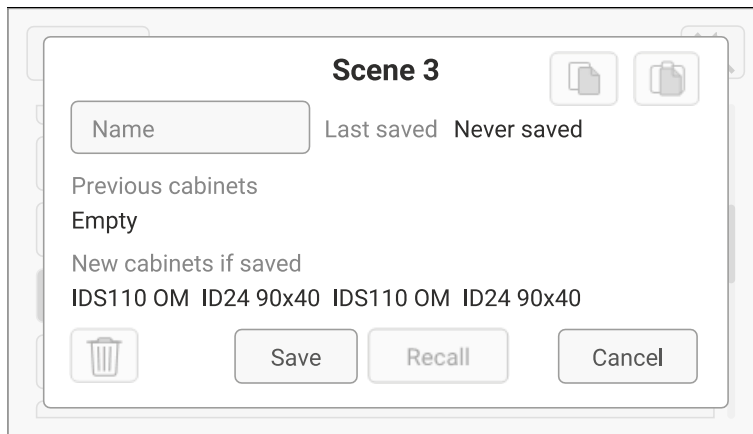 Scene 3
Name
Last saved Never saved
Previous cabinets
Empty
New cabinets if saved
IDS110 OM ID24 90x40 IDS110 OM ID24 90x40
Save Recall Cancel